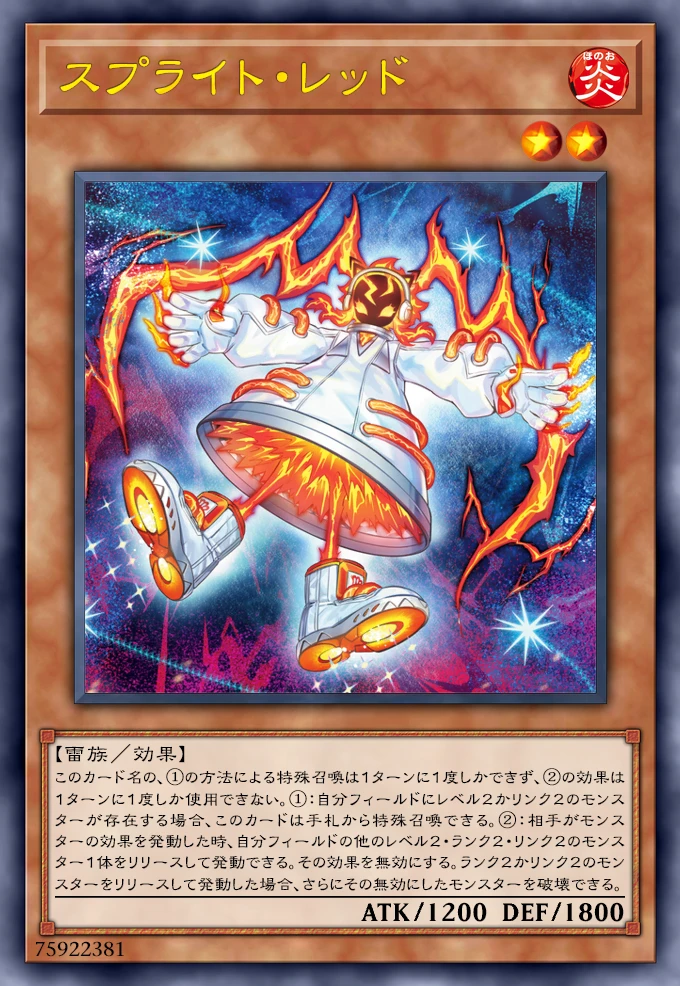 スプライト・レッド
ほのお
炎
【雷族／効果】
このカード名の、①の方法による特殊召喚は１ターンに１度しかできず、②の効果は
１ターンに１度しか使用できない。①：自分フィールドにレベル２かリンク２のモンス
ターが存在する場合、このカードは手札から特殊召喚できる。②：相手がモンス
ターの効果を発動した時、自分フィールドの他のレベル２・ランク２・リンク２のモンス
ター１体をリリースして発動できる。その効果を無効にする。ランク２かリンク２のモン
スターをリリースして発動した場合、さらにその無効にしたモンスターを破壊できる。
ATK/1200 DEF/1800
75922381